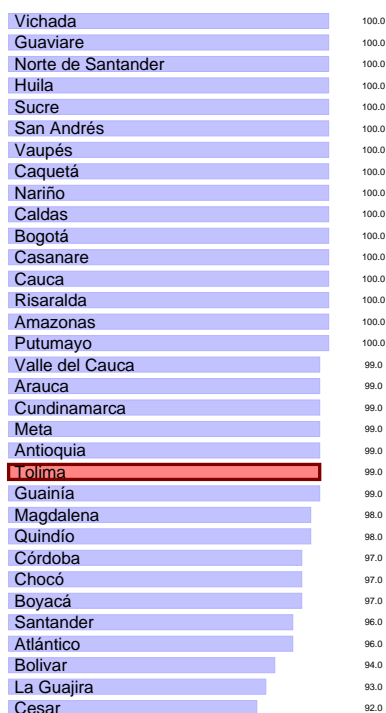 Vichada 100.0
Guaviare 100.0
Norte de Santander 100.0
Huila 100.0
Sucre 100.0
San Andrés 100.0
Vaupés 100.0
Caquetá 100.0
Nariño 100.0
Caldas 100.0
Bogotá 100.0
Casanare 100.0
Cauca 100.0
Risaralda 100.0
Amazonas 100.0
Putumayo 100.0
Valle del Cauca 99.0
Arauca 99.0
Cundinamarca 99.0
Meta 99.0
Antioquia 99.0
Tolima 99.0
Guainía 99.0
Magdalena 98.0
Quindío 98.0
Córdoba 97.0
Chocó 97.0
Boyacá 97.0
Santander 96.0
Atlántico 96.0
Bolivar 94.0
La Guajira 93.0
Cesar 92.0